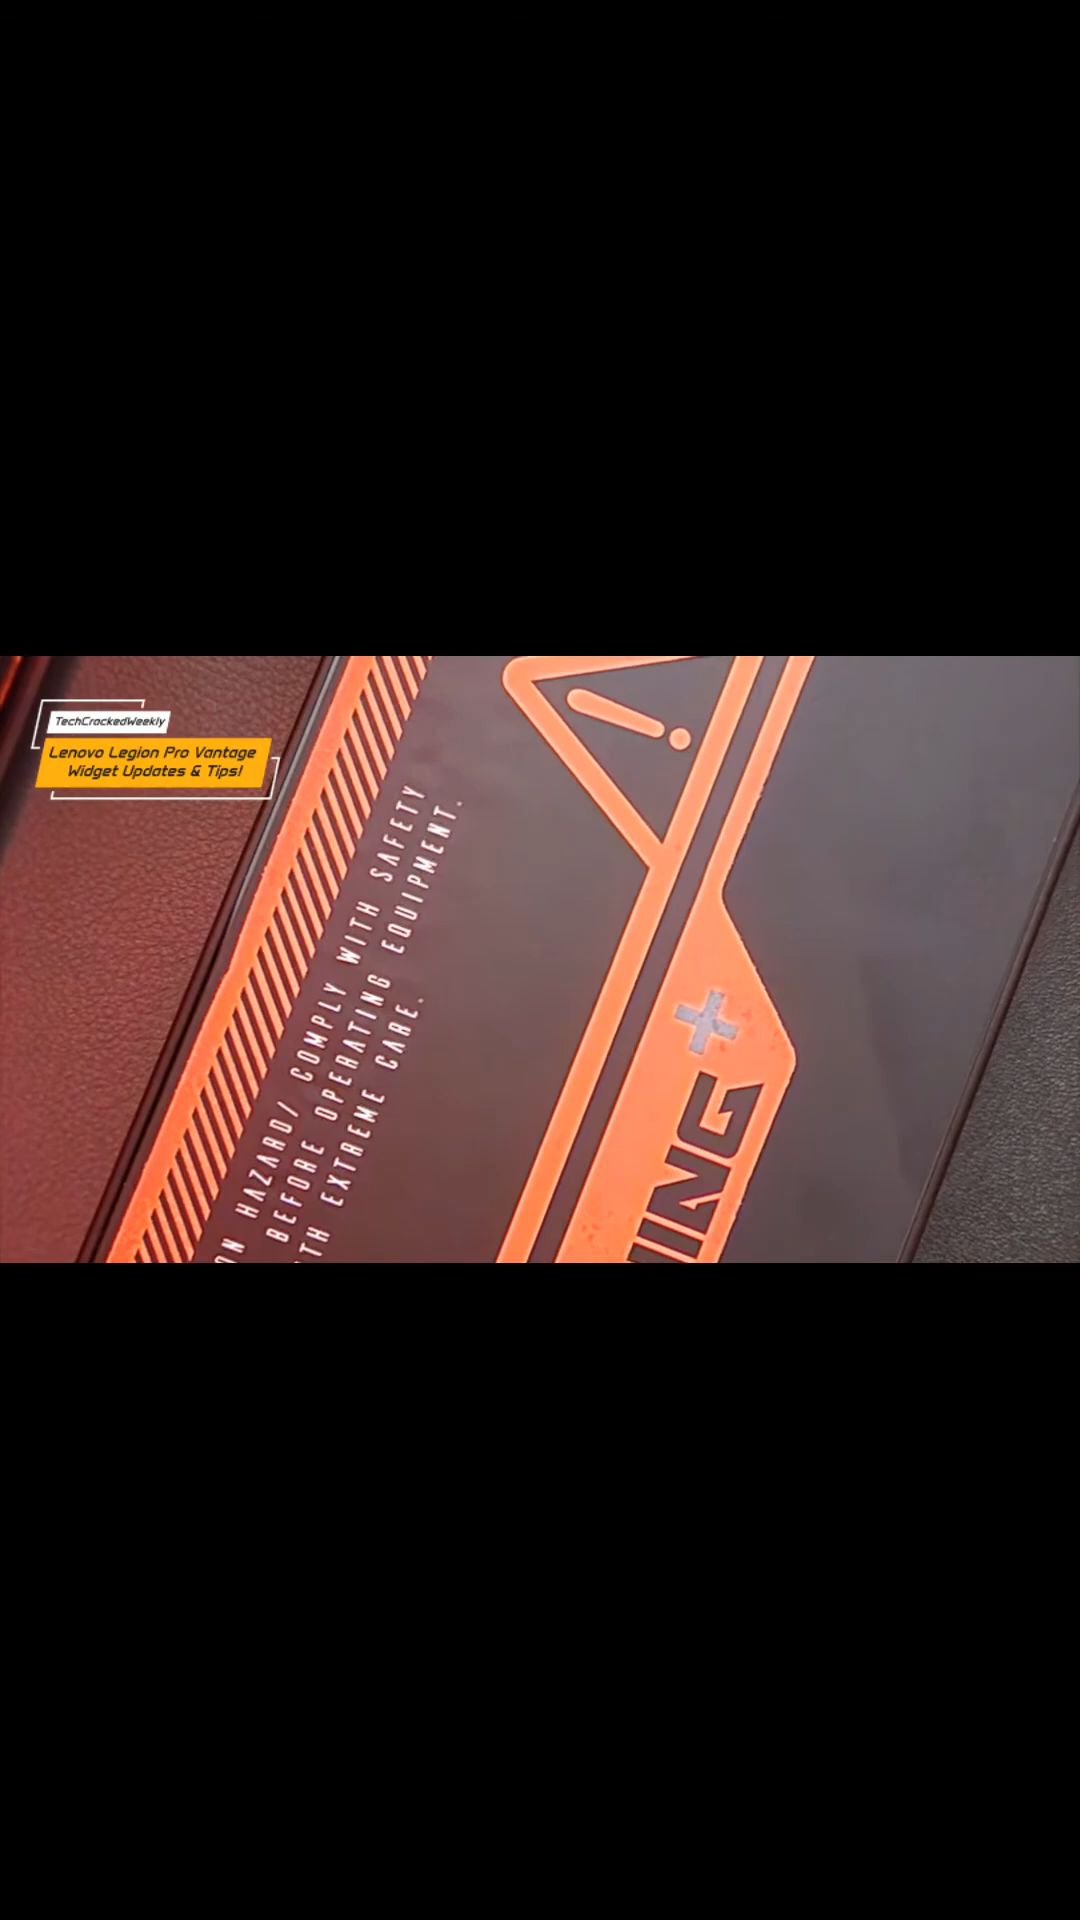 TechCrackedWeekly
Lenovo Legion Pro Vantage
Widget Updates & Tips!
HAZARD/ COMPLY WITH SAFETY
BEFORE OPERATING EQUIPMENT.
EXTREME CARE.